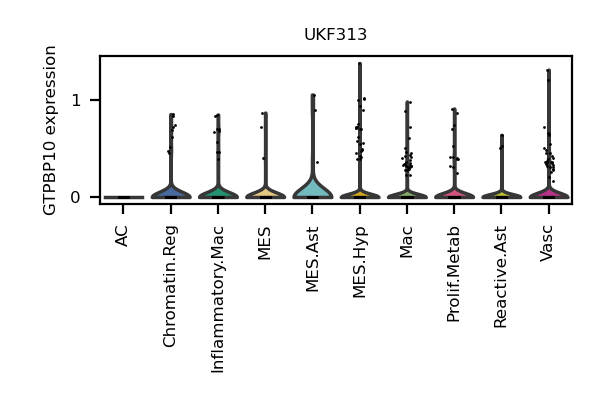 UKF313
GTPBP10 expression
1
0
AC
Chromatin.Reg
Inflammatory.Mac
MES
MES.Ast
MES.Hyp
Mac
Prolif.Metab
Reactive.Ast
Vasc